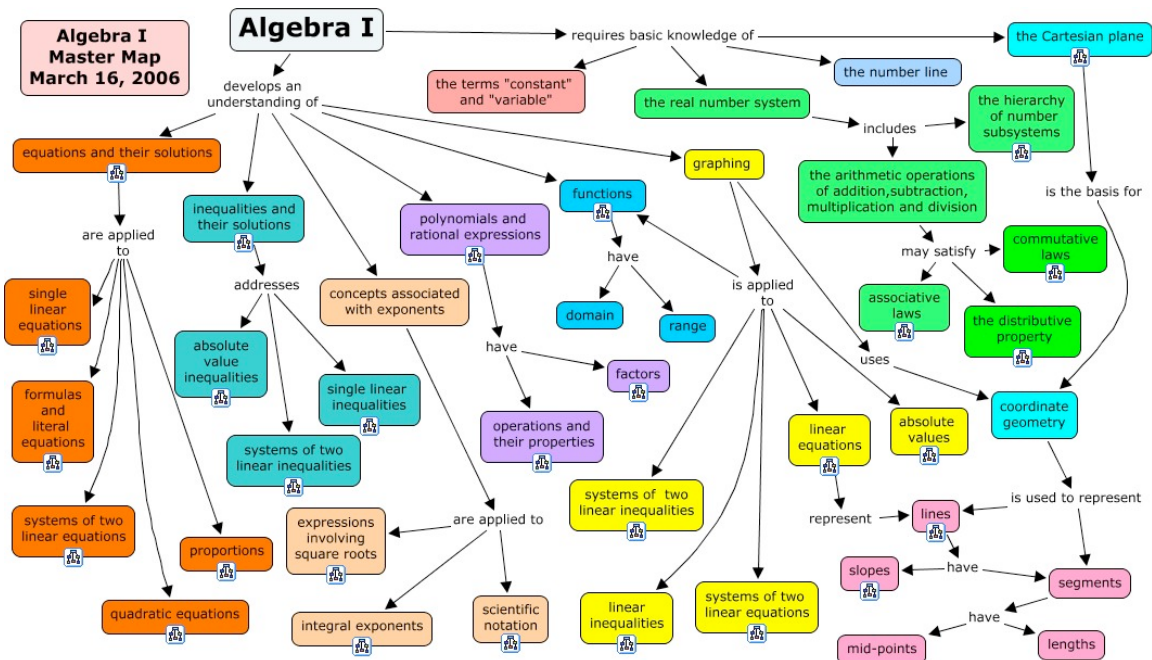 Algebra I
Master Map
March 16, 2006
Algebra I
requires basic knowledge of
the Cartesian plane
the terms "constant"
and "variable"
the number line
the real number system
includes
the hierarchy
of number
subsystems
the arithmetic operations
of addition,subtraction,
multiplication and division
is the basis for
may satisfy
commutative
laws
associative
laws
the distributive
property
develops an
understanding of
equations and their solutions
are applied
to
single
linear
equations
formulas
and
literal
equations
systems of two
linear equations
proportions
quadratic equations
inequalities and
their solutions
addresses
absolute
value
inequalities
single linear
inequalities
systems of two
linear inequalities
concepts associated
with exponents
are applied to
expressions
involving
square roots
integral exponents
scientific
notation
polynomials and
rational expressions
have
factors
operations and
their properties
functions
have
domain
range
graphing
is applied
to
uses
systems of two
linear inequalities
linear
inequalities
systems of two
linear equations
linear
equations
absolute
values
coordinate
geometry
represent
is used to represent
lines
have
slopes
segments
have
mid-points
lengths